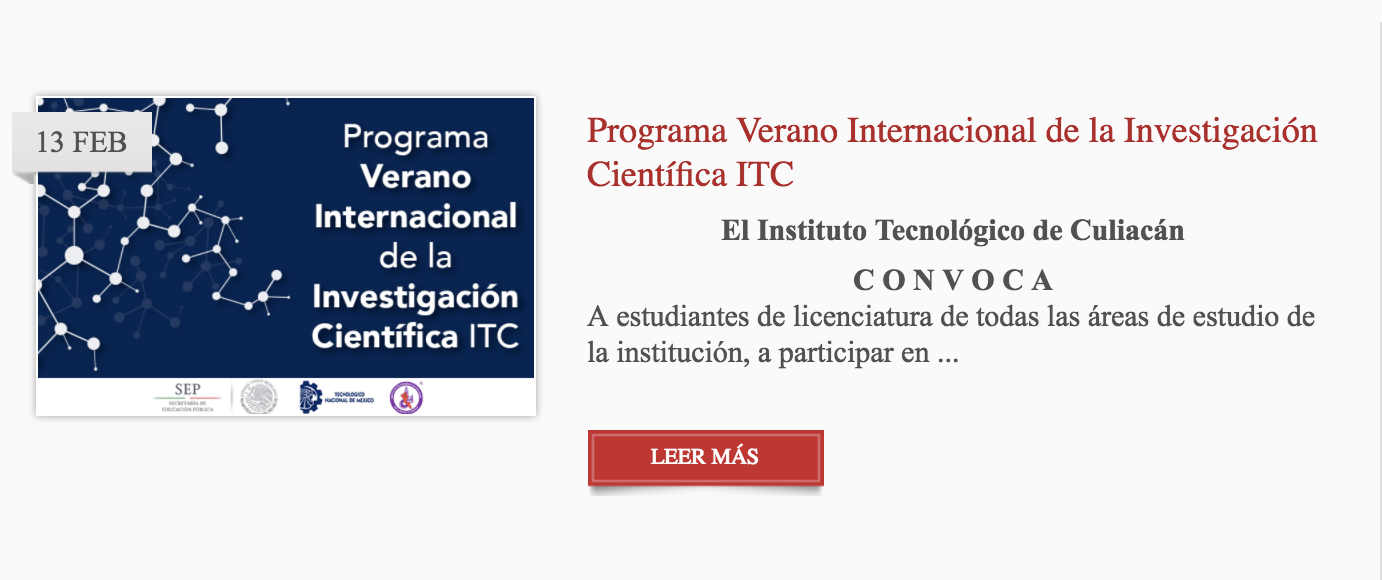 13 FEB
Programa
Verano
Internacional
de la
Investigación
Científica ITC
SEP
SECRETARÍA DE
EDUCACIÓN PÚBLICA
TECNOLÓGICO
NACIONAL DE MÉXICO
Programa Verano Internacional de la Investigación
Científica ITC
El Instituto Tecnológico de Culiacán
C O N V O C A
A estudiantes de licenciatura de todas las áreas de estudio de
la institución, a participar en ...
LEER MÁS